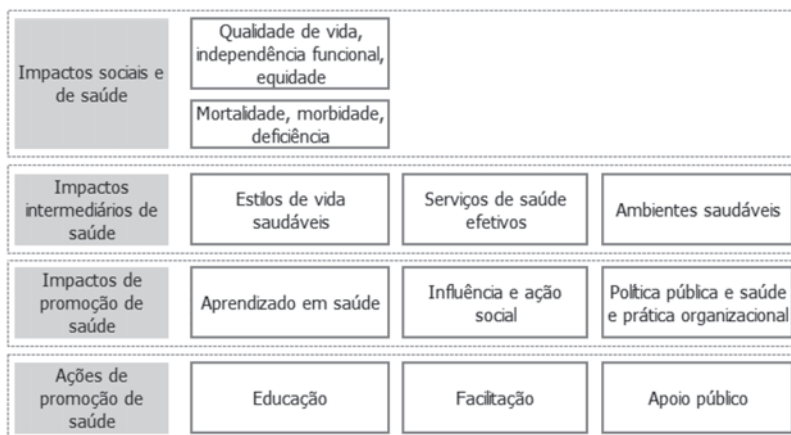 Impactos sociais e
de saúde
Qualidade de vida,
independência funcional,
equidade
Mortalidade, morbidade,
deficiência
Impactos
intermediários de
saúde
Estilos de vida
saudáveis
Serviços de saúde
efetivos
Ambientes saudáveis
Impactos de
promoção de
saúde
Aprendizado em saúde
Influência e ação
social
Política pública e saúde
e prática organizacional
Ações de
promoção de
saúde
Educação
Facilitação
Apoio público